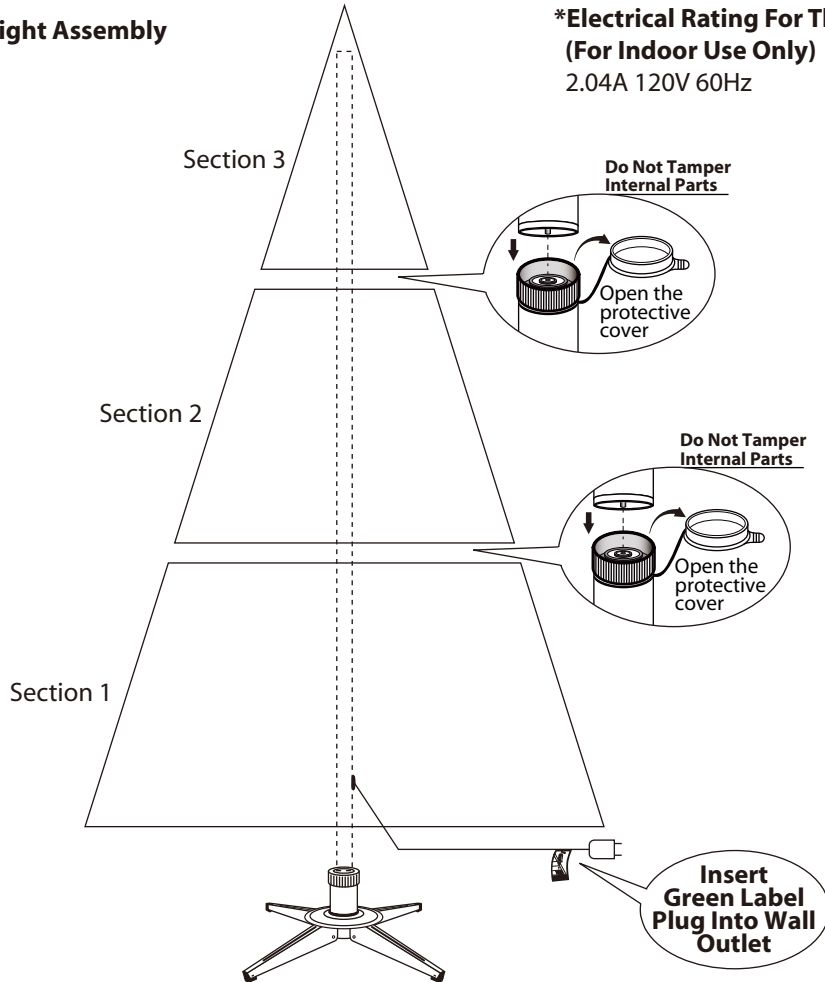 ight Assembly
*Electrical Rating For Th
(For Indoor Use Only)
2.04A 120V 60Hz
Section 3
Do Not Tamper
Internal Parts
Open the
protective
cover
Section 2
Do Not Tamper
Internal Parts
Open the
protective
cover
Section 1
Insert
Green Label
Plug Into Wall
Outlet